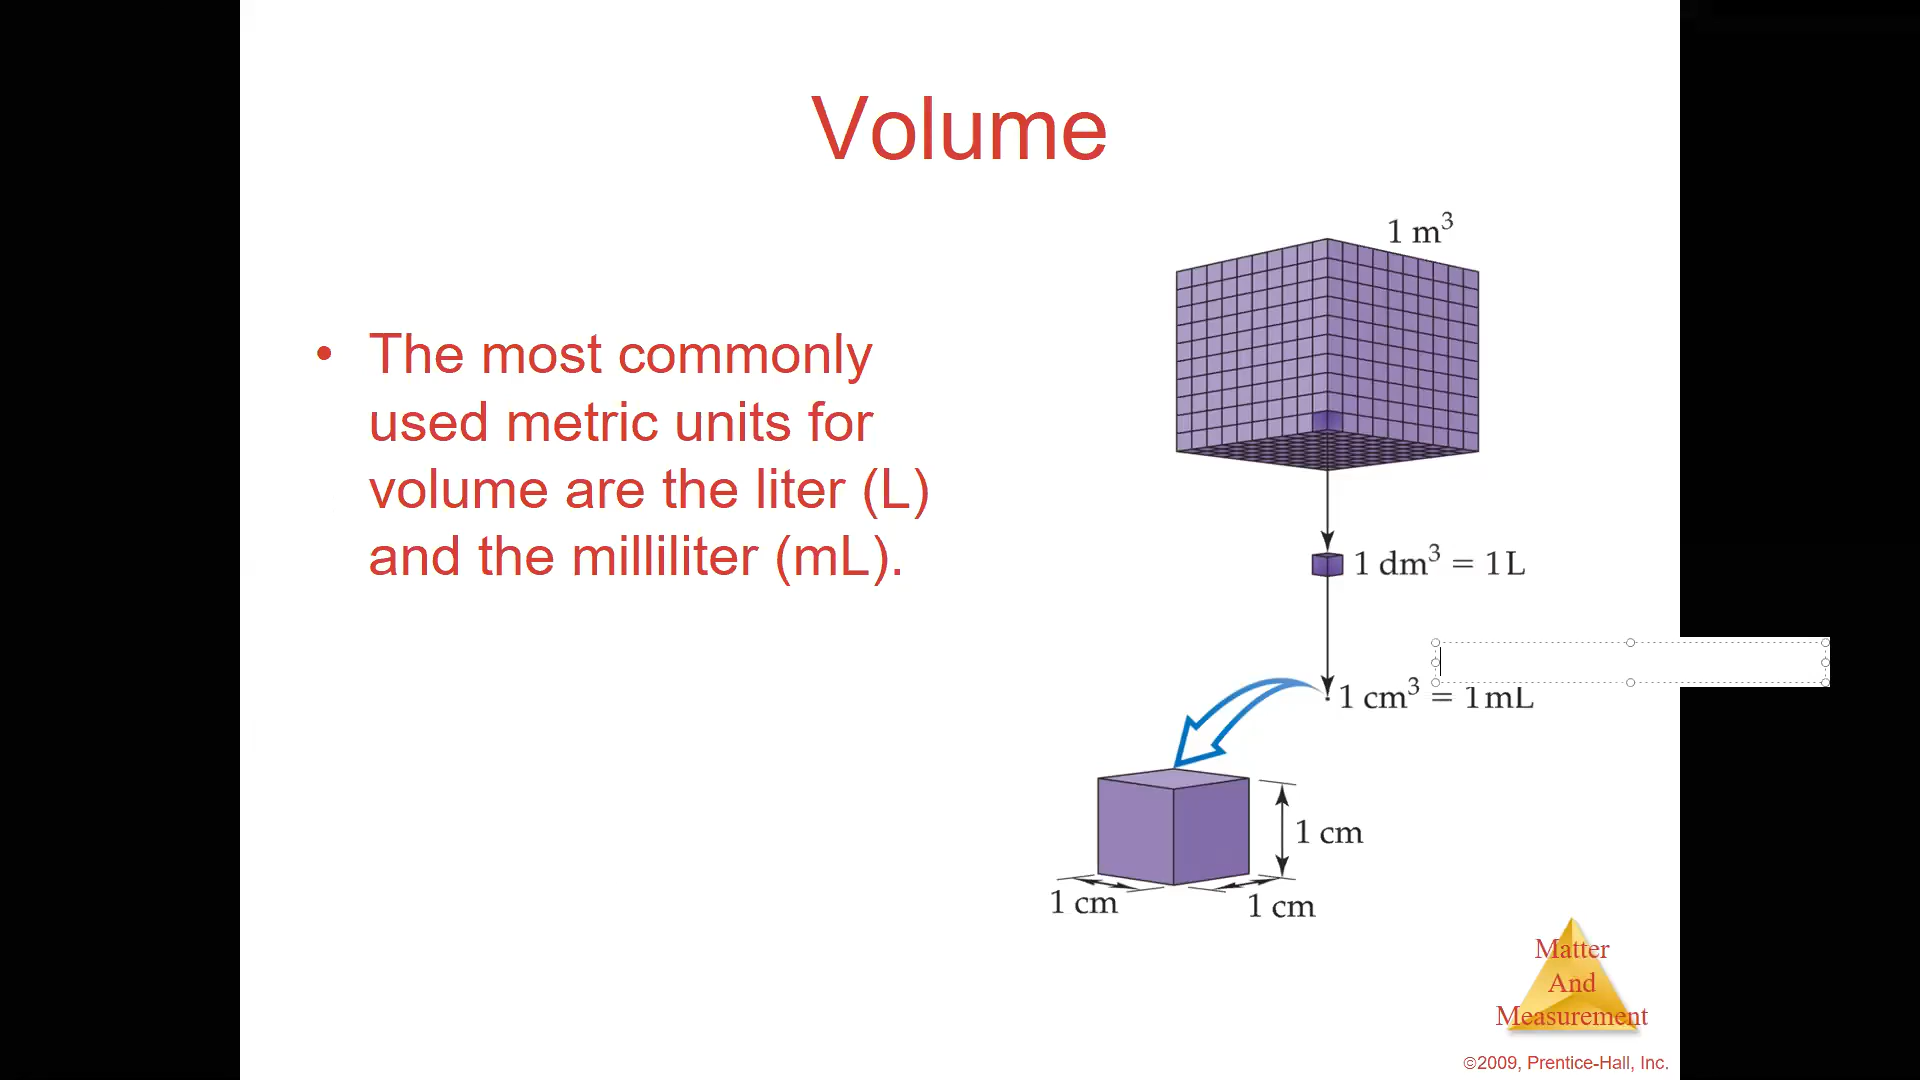 Volume
• The most commonly
used metric units for
volume are the liter (L)
and the milliliter (mL).
1 m³
1 dm³ = 1 L
1 cm³ = 1 mL
1 cm
1 cm
1 cm
Matter
And
Measurement
©2009, Prentice-Hall, Inc.